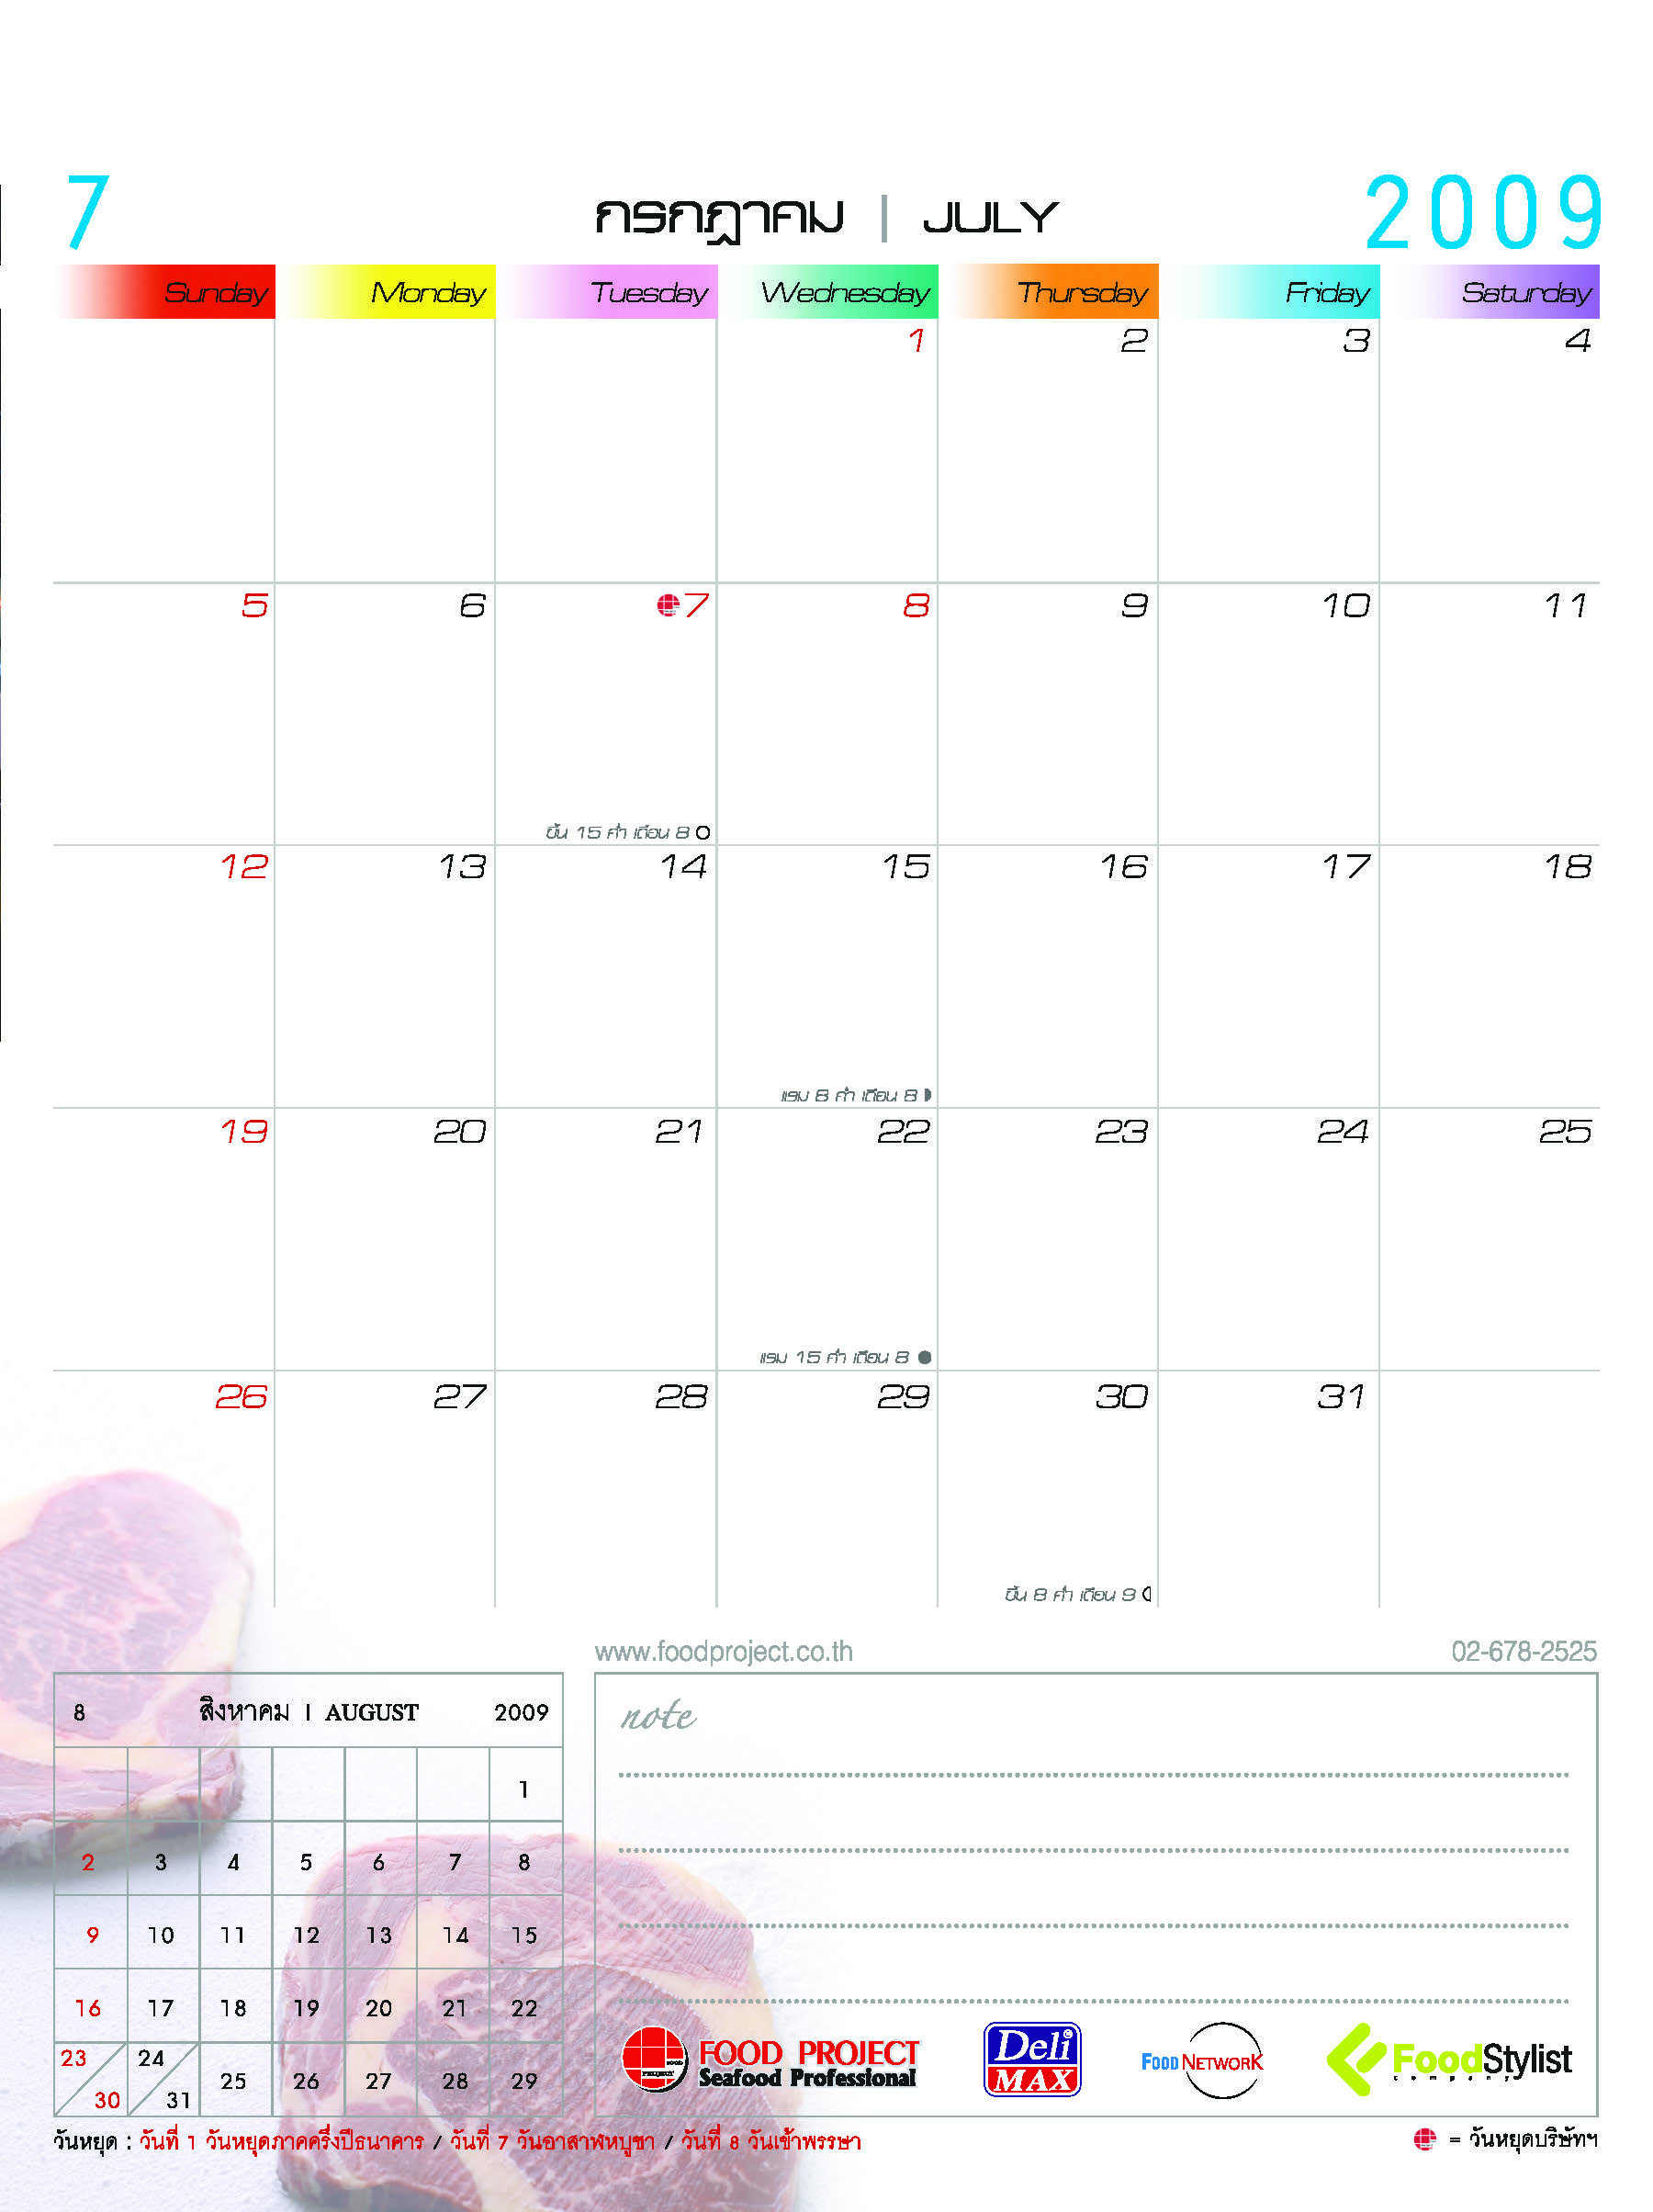 7 กรกฎาคม | JULY 2009
Sunday Monday Tuesday Wednesday Thursday Friday Saturday
1 2 3 4
5 6 7 8 9 10 11
ขึ้น 15 ค่ำ เดือน 8
12 13 14 15 16 17 18
แรม 8 ค่ำ เดือน 8
19 20 21 22 23 24 25
แรม 15 ค่ำ เดือน 8
26 27 28 29 30 31
ขึ้น 8 ค่ำ เดือน 9
www.foodproject.co.th 02-678-2525
8 สิงหาคม | AUGUST 2009
1
2 3 4 5 6 7 8
9 10 11 12 13 14 15
16 17 18 19 20 21 22
23/30 24/31 25 26 27 28 29
note
FOOD PROJECT
Seafood Professional
FOOD
PROJECT
Deli®
MAX
FOOD NETWORK
FoodStylist
company
วันหยุด : วันที่ 1 วันหยุดภาคครึ่งปีธนาคาร / วันที่ 7 วันอาสาฬหบูชา / วันที่ 8 วันเข้าพรรษา
= วันหยุดบริษัทฯ